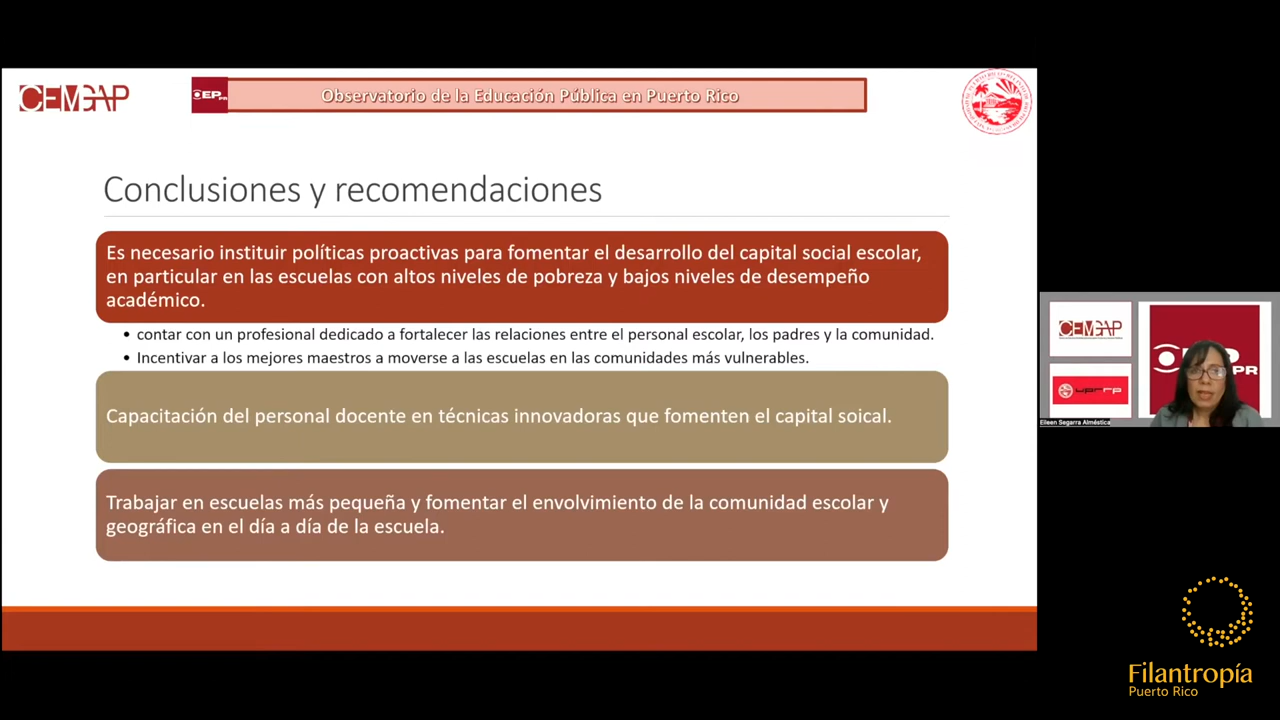 CEMGAP
OEP PR
Observatorio de la Educación Pública en Puerto Rico
Conclusiones y recomendaciones
Es necesario instituir políticas proactivas para fomentar el desarrollo del capital social escolar,
en particular en las escuelas con altos niveles de pobreza y bajos niveles de desempeño
académico.
• contar con un profesional dedicado a fortalecer las relaciones entre el personal escolar, los padres y la comunidad.
• Incentivar a los mejores maestros a moverse a las escuelas en las comunidades más vulnerables.
Capacitación del personal docente en técnicas innovadoras que fomenten el capital soical.
Trabajar en escuelas más pequeña y fomentar el envolvimiento de la comunidad escolar y
geográfica en el día a día de la escuela.
CEMGAP
OEP
PR
uprrp
Eileen Segarra Alméstica
Filantropía
Puerto Rico